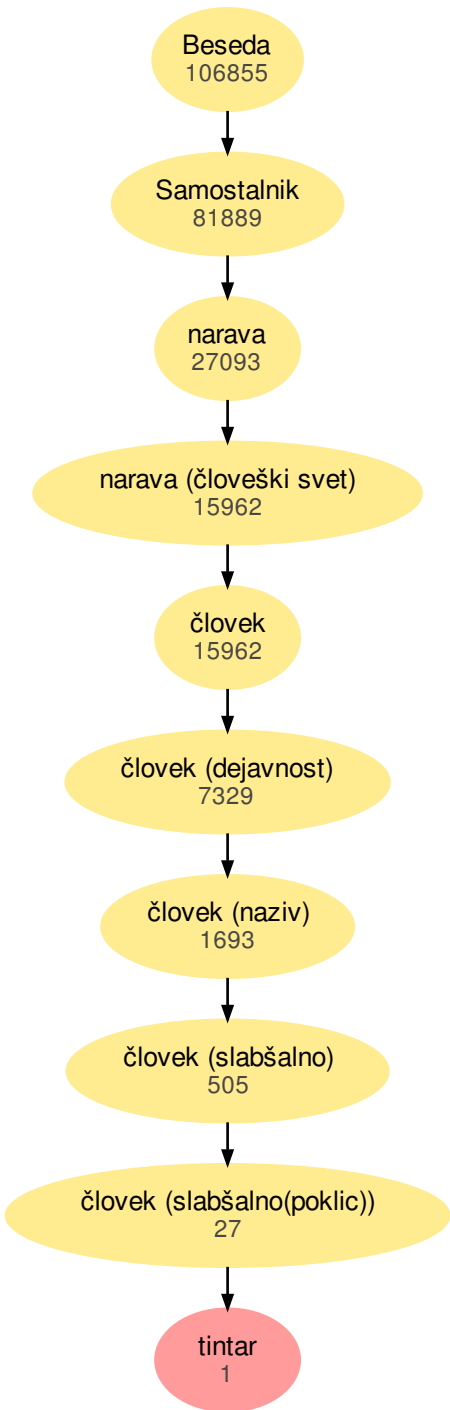 Beseda
106855
Samostalnik
81889
narava
27093
narava (človeški svet)
15962
človek
15962
človek (dejavnost)
7329
človek (naziv)
1693
človek (slabšalno)
505
človek (slabšalno(poklic))
27
tintar
1